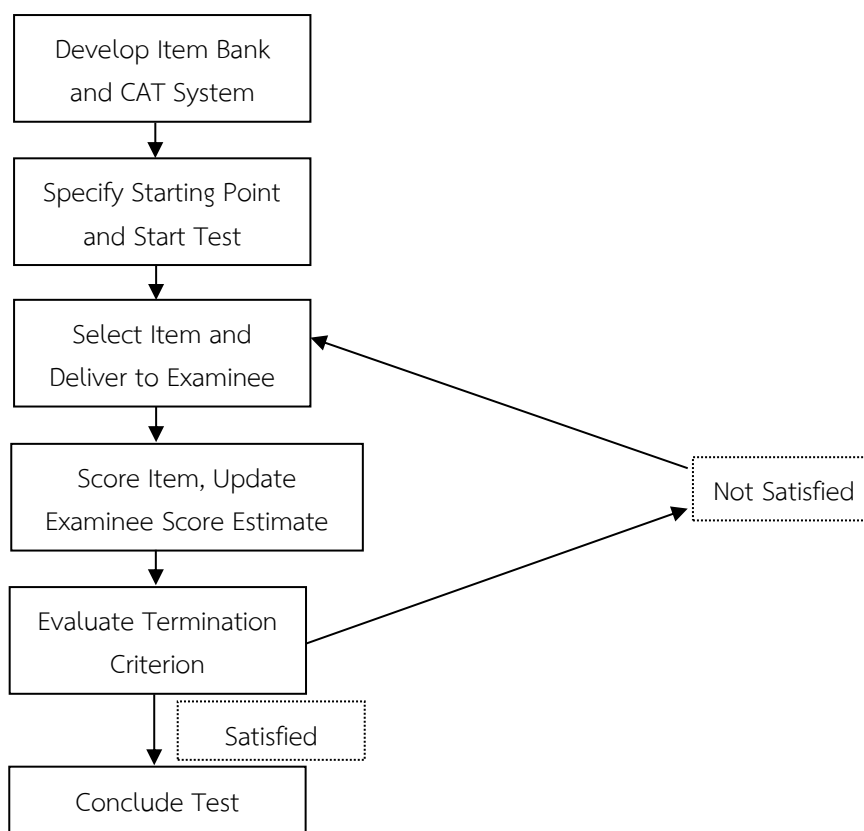 Develop Item Bank
and CAT System
Specify Starting Point
and Start Test
Select Item and
Deliver to Examinee
Score Item, Update
Examinee Score Estimate
Not Satisfied
Evaluate Termination
Criterion
Satisfied
Conclude Test